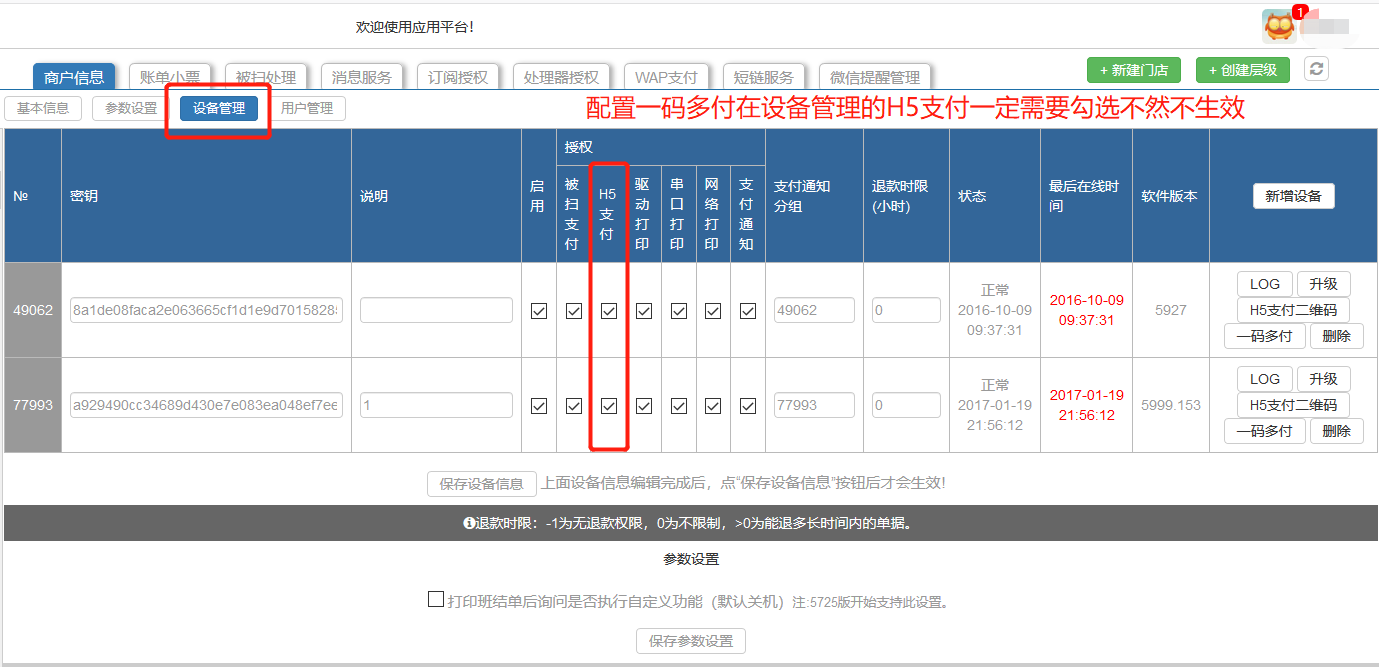 欢迎使用应用平台!
1
商户信息 账单小票 被扫处理 消息服务 订阅授权 处理器授权 WAP支付 短链服务 微信提醒管理 + 新建门店 + 创建层级
基本信息 参数设置 设备管理 用户管理 配置一码多付在设备管理的H5支付一定需要勾选不然不生效
№ 密钥 说明 启用 授权 被扫支付 H5支付 驱动打印 串口打印 网络打印 支付通知 支付通知分组 退款时限(小时) 状态 最后在线时间 软件版本 新增设备
49062 8a1de08faca2e063665cf1d1e9d7015828 49062 0 正常 2016-10-09 09:37:31 2016-10-09 09:37:31 5927 LOG 升级 H5支付二维码 一码多付 删除
77993 a929490cc34689d430e7e083ea048ef7ee 1 77993 0 正常 2017-01-19 21:56:12 2017-01-19 21:56:12 5999.153 LOG 升级 H5支付二维码 一码多付 删除
保存设备信息 上面设备信息编辑完成后，点“保存设备信息”按钮后才会生效!
退款时限：-1为无退款权限，0为不限制，>0为能退多长时间内的单据。
参数设置
打印班结单后询问是否执行自定义功能（默认关机）注:5725版开始支持此设置。
保存参数设置